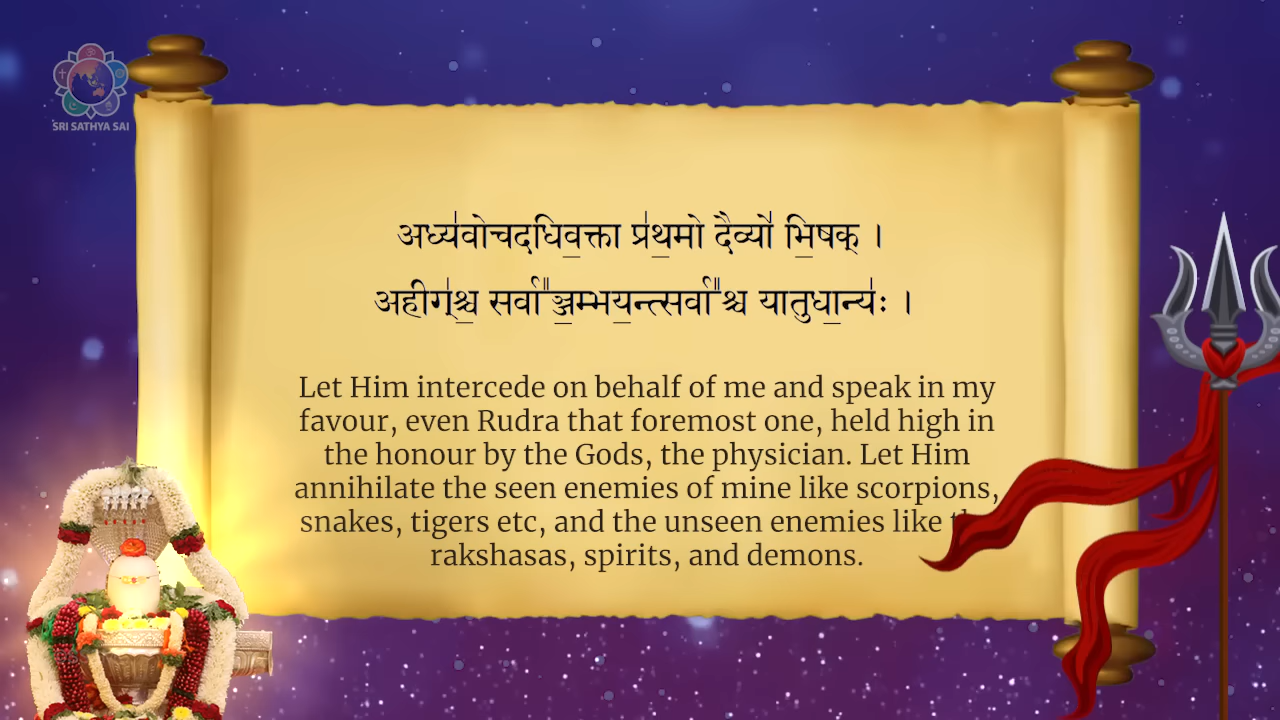 SRI SATHYA SAI
अध्य॑वोचदधिव॒क्ता प्र॑थ॒मो दैव्यो॑ भि॒षक् ।
अहीग्॑श्च॒ सर्वा᳚ञ्ज॒म्भय॒न्त्सर्वा᳚श्च यातुधा॒न्यः॑ ।
Let Him intercede on behalf of me and speak in my
favour, even Rudra that foremost one, held high in
the honour by the Gods, the physician. Let Him
annihilate the seen enemies of mine like scorpions,
snakes, tigers etc, and the unseen enemies like
rakshasas, spirits, and demons.